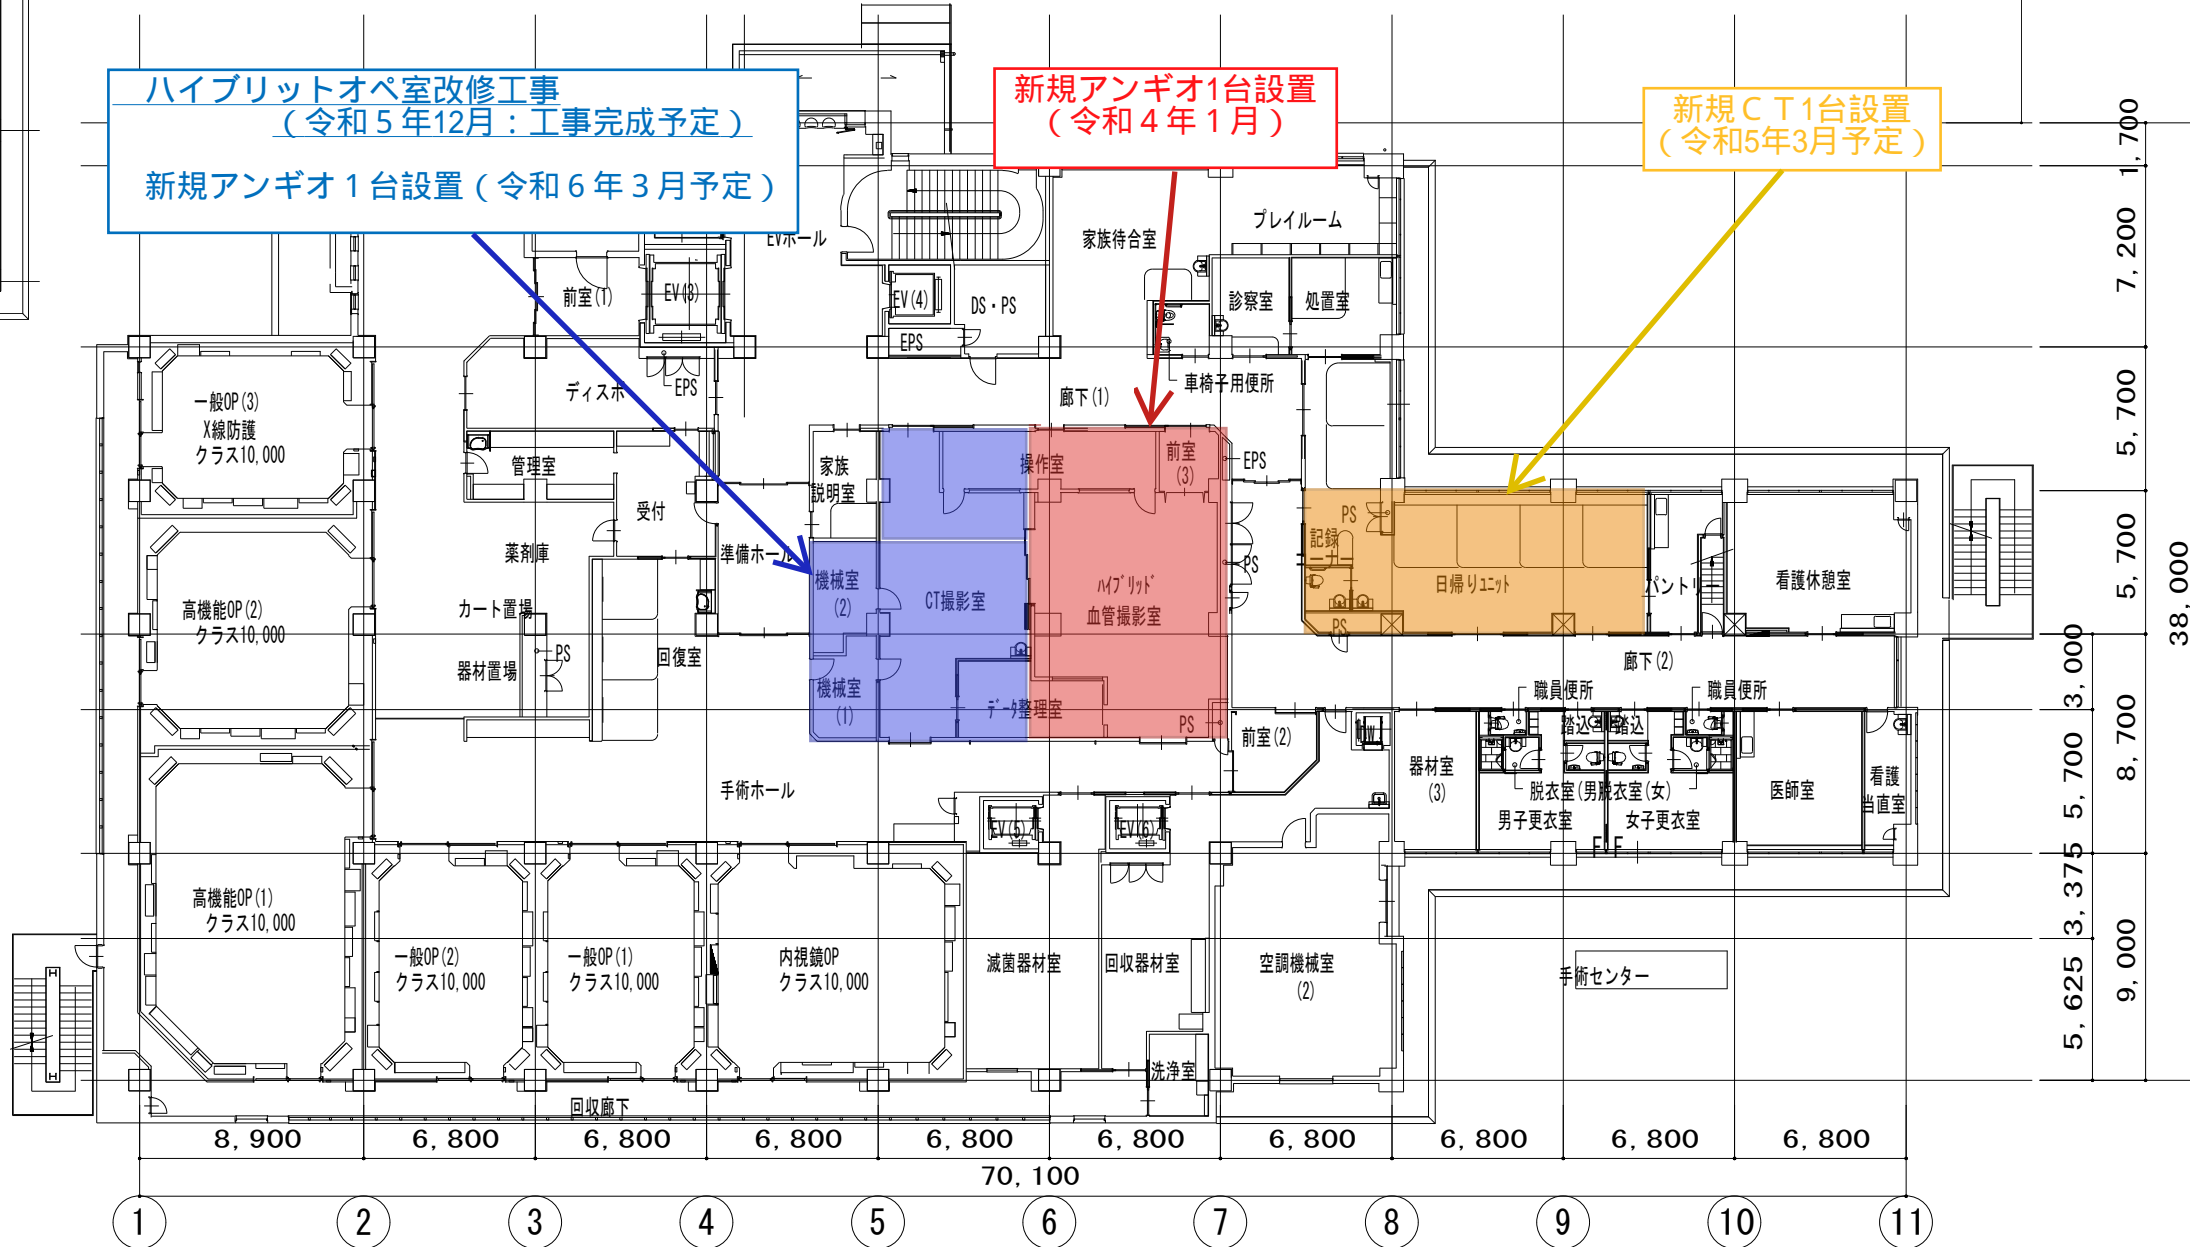 ハイブリットオペ室改修工事
（令和５年12月：工事完成予定）
新規アンギオ１台設置（令和６年３月予定）
新規アンギオ1台設置
（令和４年１月）
新規ＣＴ1台設置
（令和5年3月予定）
1,700
7,200
5,700
5,700
38,000
3,000
8,700
5,700
3,375
9,000
5,625
EVホール
家族待合室
プレイルーム
前室(1)
EV(3)
EV(4)
DS・PS
EPS
診察室
処置室
車椅子用便所
ディスポ
EPS
廊下(1)
一般OP(3)
X線防護
クラス10,000
管理室
受付
家族
説明室
操作室
前室
(3)
EPS
PS
薬剤庫
準備ホール
記録
コーナー
PS
日帰りユニット
パントリ
看護休憩室
高機能OP(2)
クラス10,000
カート置場
器材置場
PS
回復室
機械室
(2)
機械室
(1)
CT撮影室
ﾊｲﾌﾞﾘｯﾄﾞ
血管撮影室
データ整理室
PS
PS
廊下(2)
職員便所
職員便所
踏込
踏込
前室(2)
DW
器材室
(3)
脱衣室(男)
脱衣室(女)
男子更衣室
女子更衣室
医師室
看護
当直室
手術ホール
EV(5)
EV(6)
F F
高機能OP(1)
クラス10,000
一般OP(2)
クラス10,000
一般OP(1)
クラス10,000
内視鏡OP
クラス10,000
滅菌器材室
回収器材室
空調機械室
(2)
手術センター
洗浄室
回収廊下
8,900
6,800
6,800
6,800
6,800
6,800
6,800
6,800
6,800
6,800
70,100
1
2
3
4
5
6
7
8
9
10
11